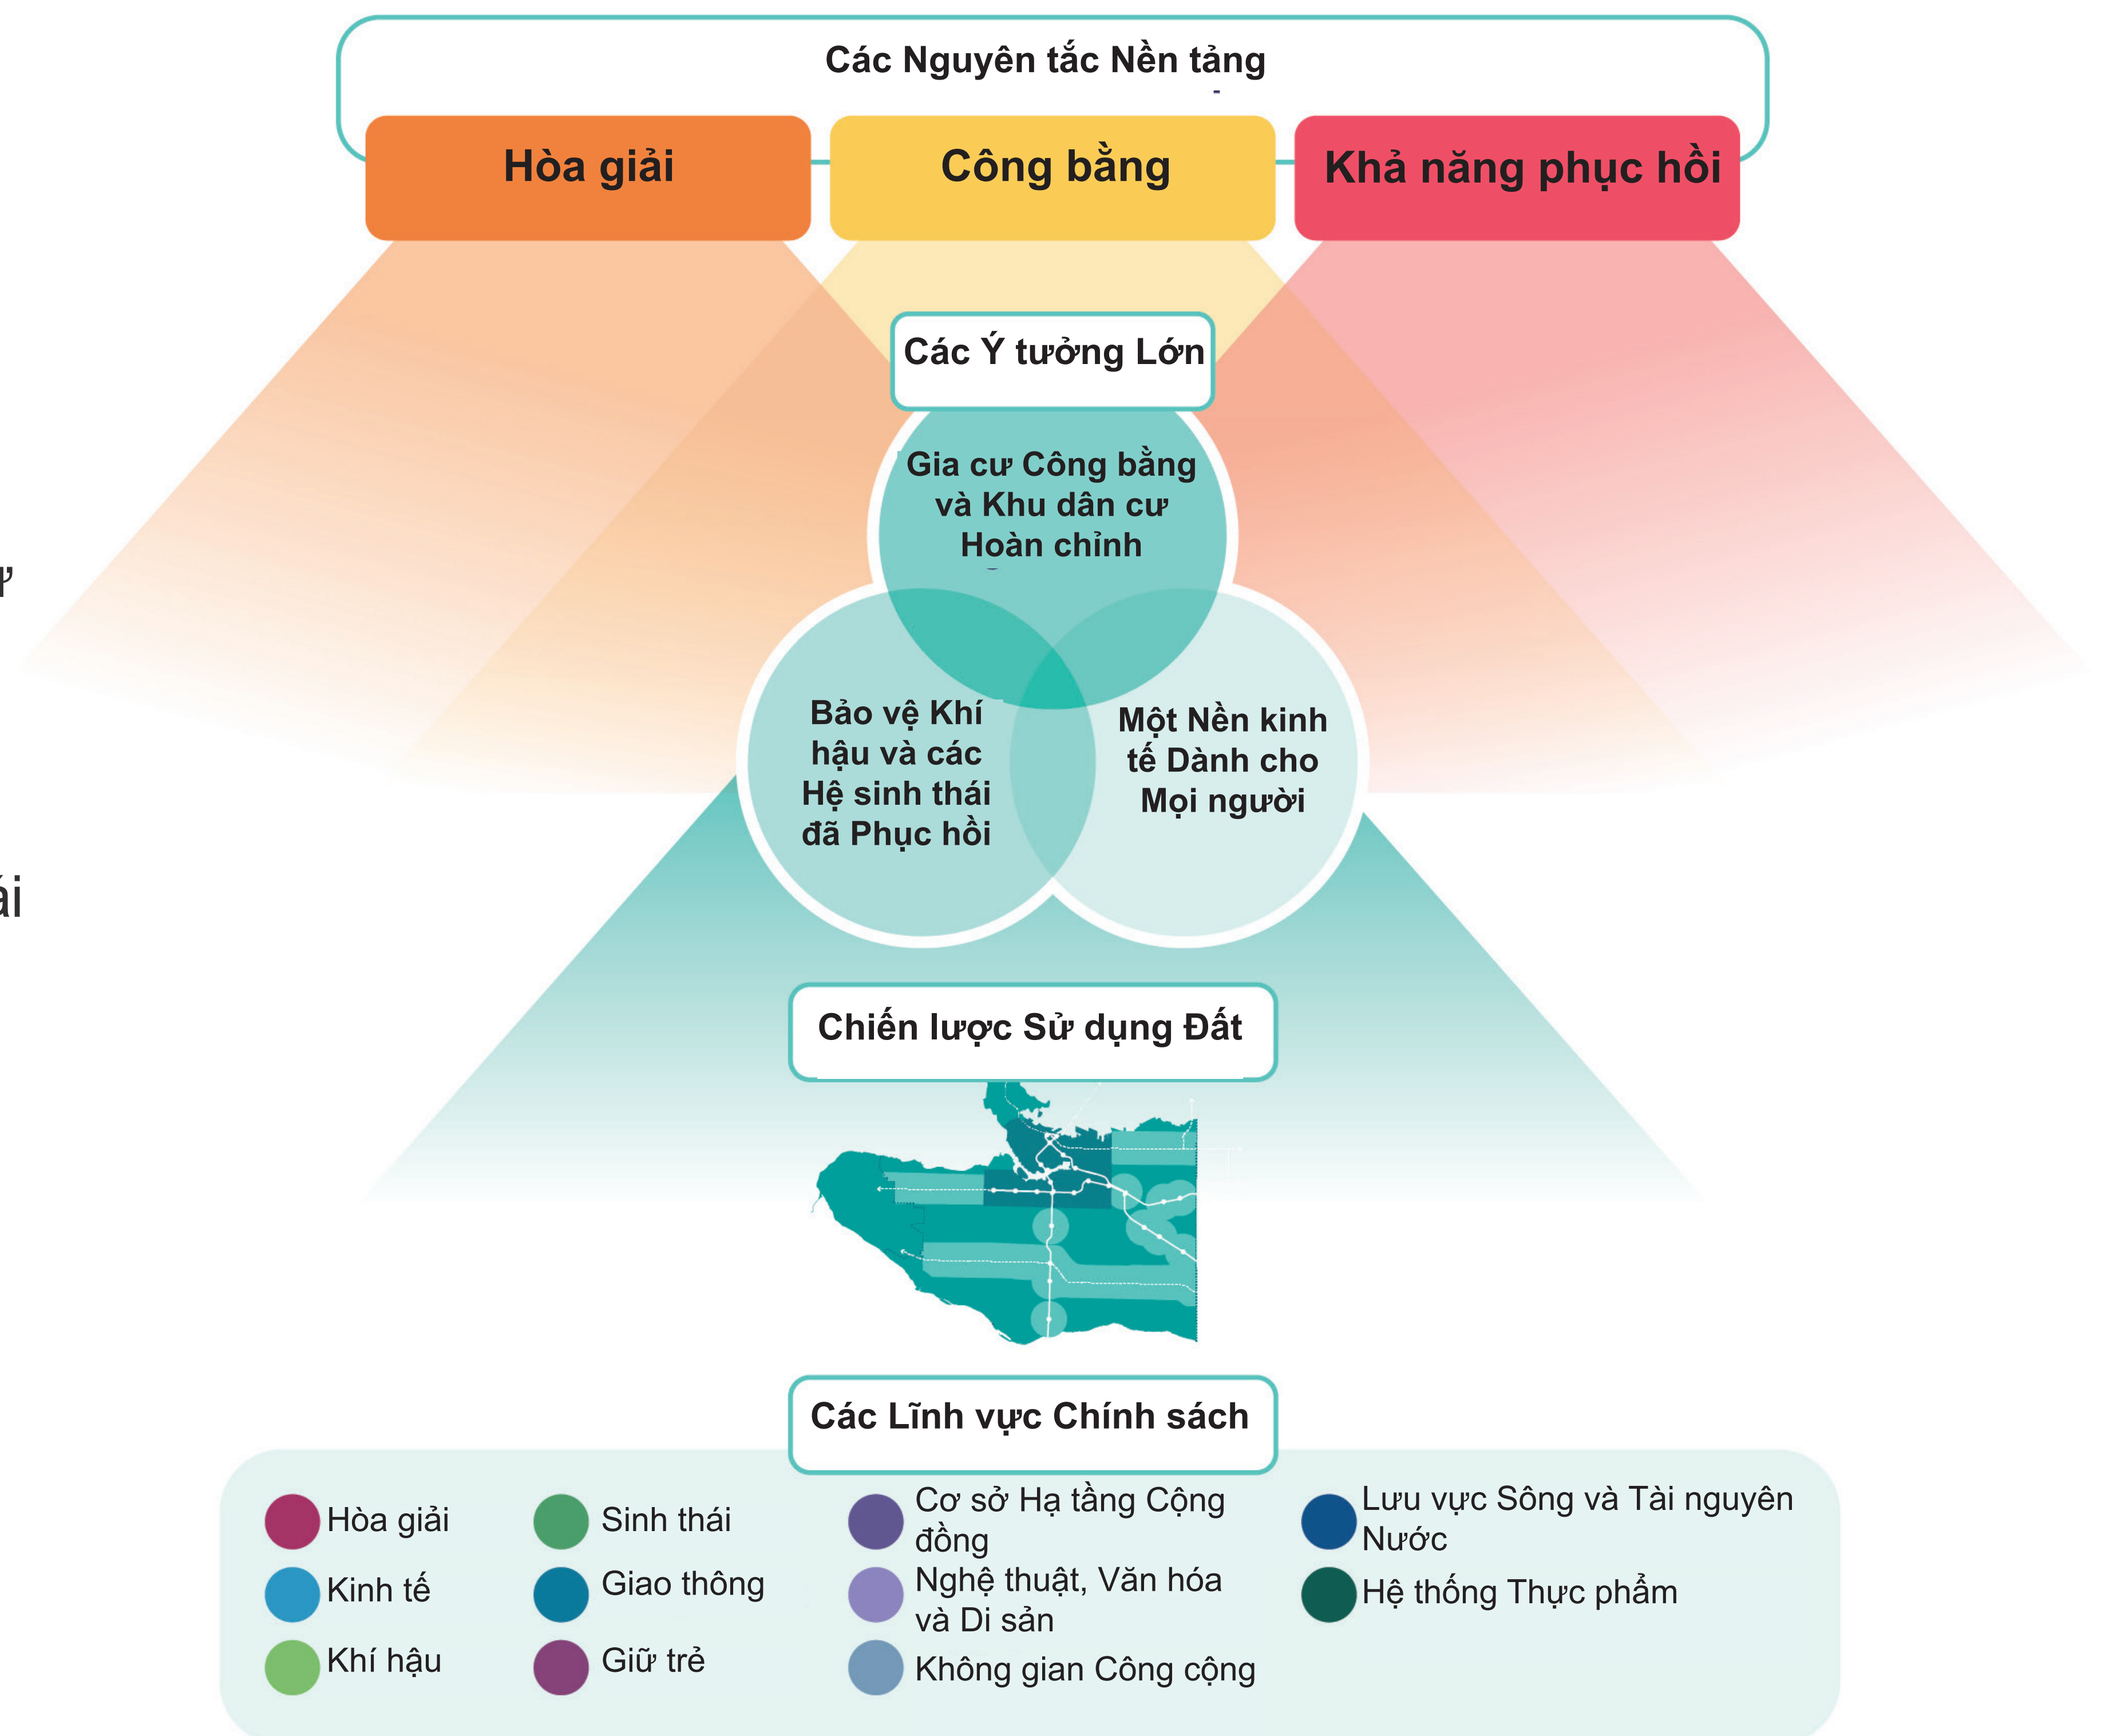 Các Nguyên tắc Nền tảng
Hòa giải
Công bằng
Khả năng phục hồi
Các Ý tưởng Lớn
Gia cư Công bằng
và Khu dân cư
Hoàn chỉnh
Bảo vệ Khí
hậu và các
Hệ sinh thái
đã Phục hồi
Một Nền kinh
tế Dành cho
Mọi người
Chiến lược Sử dụng Đất
Các Lĩnh vực Chính sách
Hòa giải
Kinh tế
Khí hậu
Sinh thái
Giao thông
Giữ trẻ
Cơ sở Hạ tầng Cộng
đồng
Nghệ thuật, Văn hóa
và Di sản
Không gian Công cộng
Lưu vực Sông và Tài nguyên
Nước
Hệ thống Thực phẩm